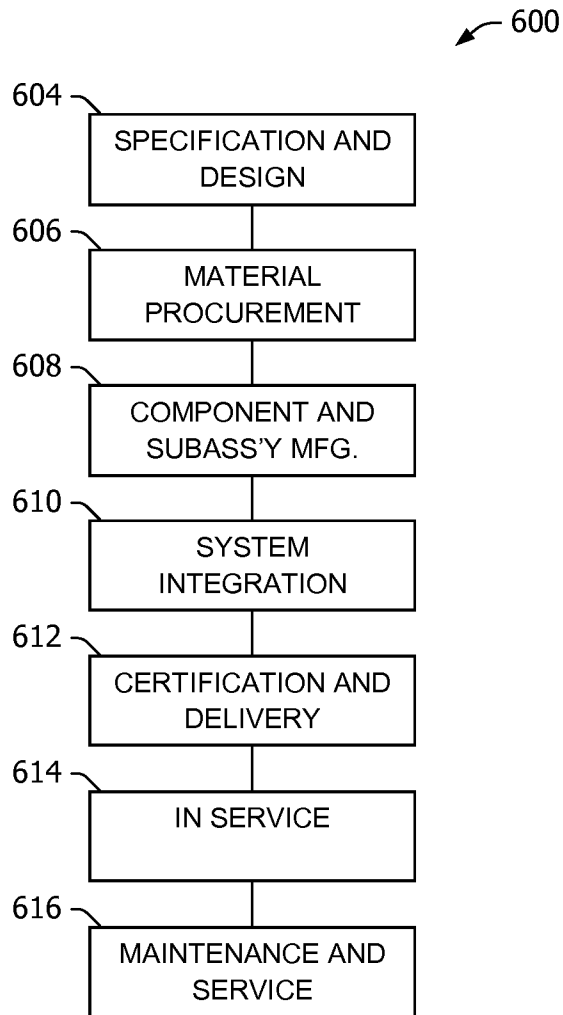 600
604
SPECIFICATION AND
DESIGN
606
MATERIAL
PROCUREMENT
608
COMPONENT AND
SUBASS'Y MFG.
610
SYSTEM
INTEGRATION
612
CERTIFICATION AND
DELIVERY
614
IN SERVICE
616
MAINTENANCE AND
SERVICE